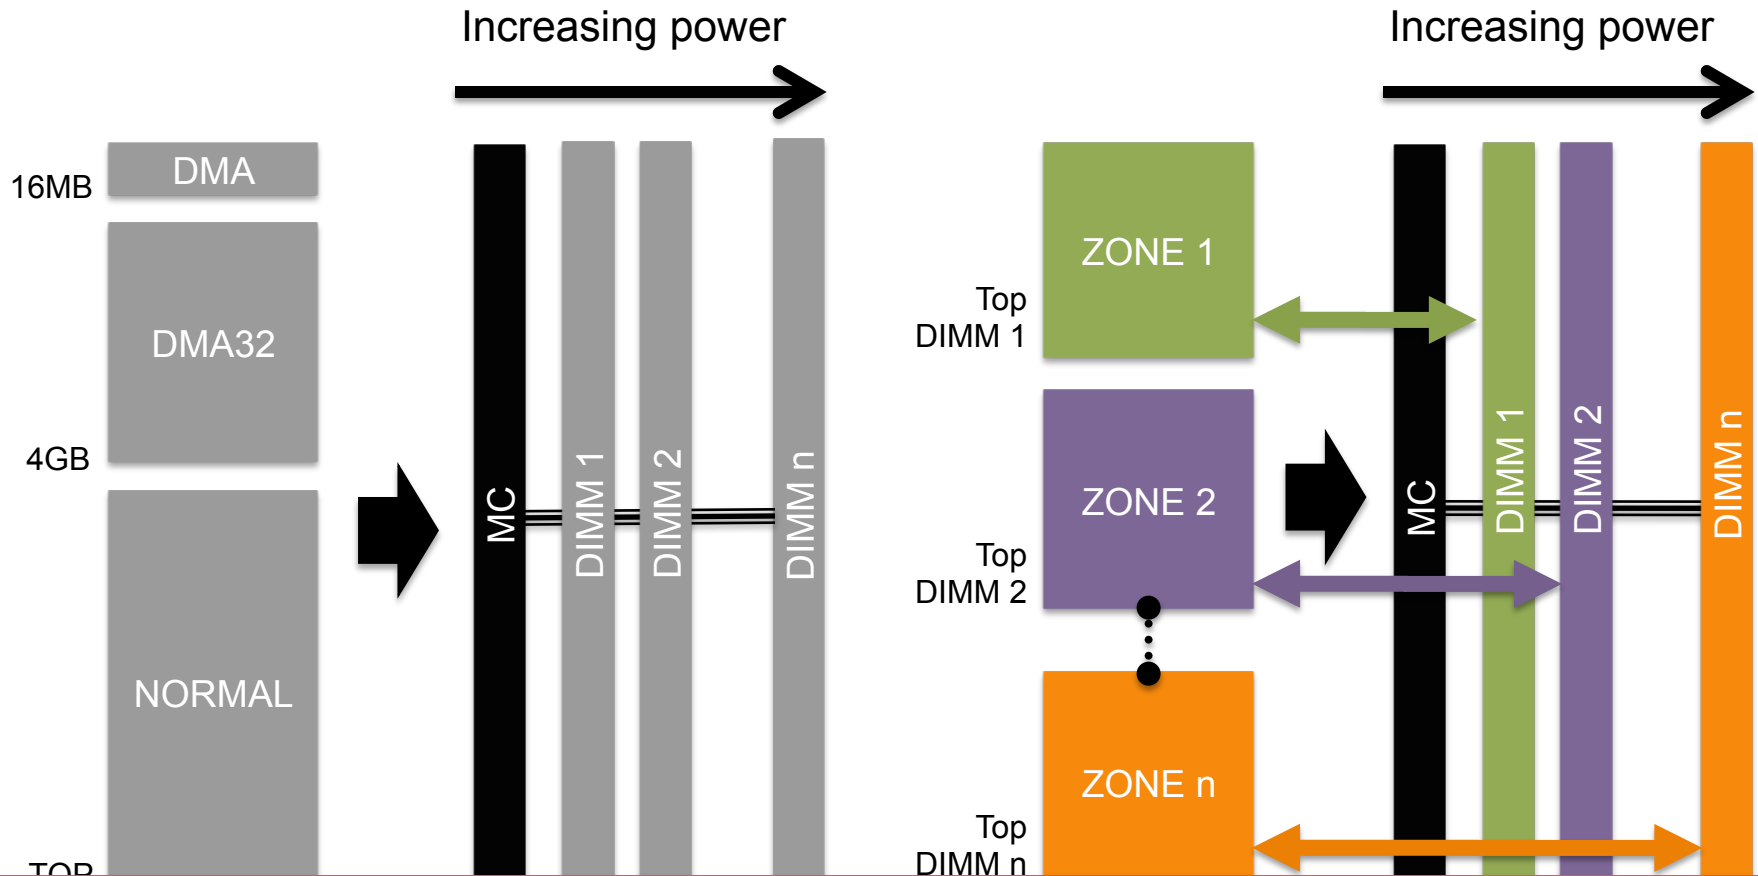 Increasing power
DMA
16MB
DMA32
4GB
NORMAL
TOP
MC
DIMM 1
DIMM 2
DIMM n
Increasing power
ZONE 1
Top
DIMM 1
ZONE 2
Top
DIMM 2
ZONE n
Top
DIMM n
MC
DIMM 1
DIMM 2
DIMM n